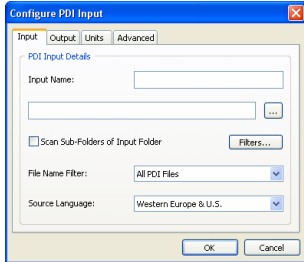 Configure PDI Input
Input Output Units Advanced
PDI Input Details
Input Name:
...
Scan Sub-Folders of Input Folder Filters...
File Name Filter: All PDI Files
Source Language: Western Europe & U.S.
OK Cancel